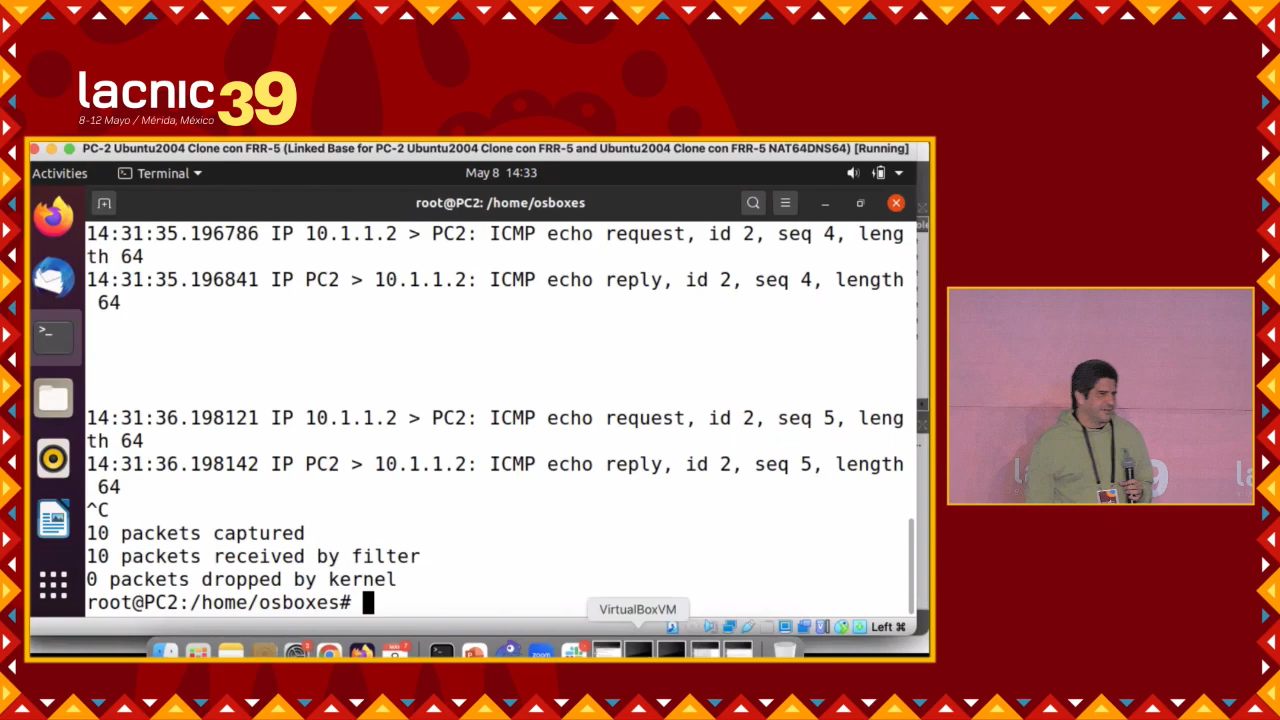 lacnic 39
8-12 Mayo / Mérida, México
PC-2 Ubuntu2004 Clone con FRR-5 (Linked Base for PC-2 Ubuntu2004 Clone con FRR-5 and Ubuntu2004 Clone con FRR-5 NAT64DNS64) [Running]
Activities
Terminal
May 8 14:33
root@PC2: /home/osboxes
14:31:35.196786 IP 10.1.1.2 > PC2: ICMP echo request, id 2, seq 4, leng
th 64
14:31:35.196841 IP PC2 > 10.1.1.2: ICMP echo reply, id 2, seq 4, length
64
14:31:36.198121 IP 10.1.1.2 > PC2: ICMP echo request, id 2, seq 5, leng
th 64
14:31:36.198142 IP PC2 > 10.1.1.2: ICMP echo reply, id 2, seq 5, length
64
^C
10 packets captured
10 packets received by filter
0 packets dropped by kernel
root@PC2:/home/osboxes#
VirtualBoxVM
Left ⌘
zoom